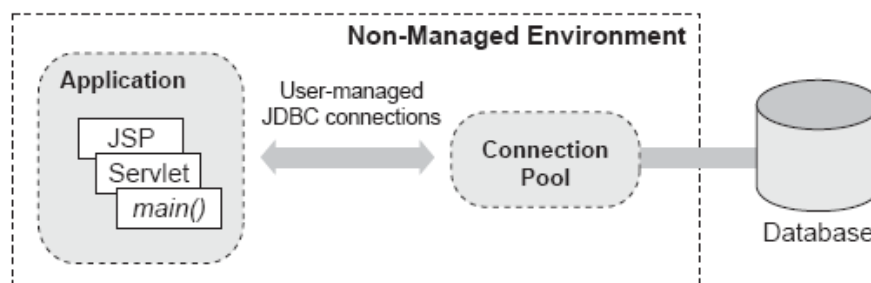 Non-Managed Environment
Application
JSP
Servlet
main()
User-managed
JDBC connections
Connection
Pool
Database